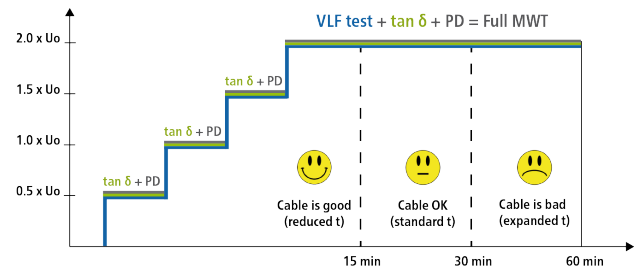 VLF test + tan δ + PD = Full MWT
2.0 x Uo
1.5 x Uo
tan δ + PD
1.0 x Uo
tan δ + PD
0.5 x Uo
tan δ + PD
Cable is good
(reduced t)
Cable OK
(standard t)
Cable is bad
(expanded t)
15 min
30 min
60 min